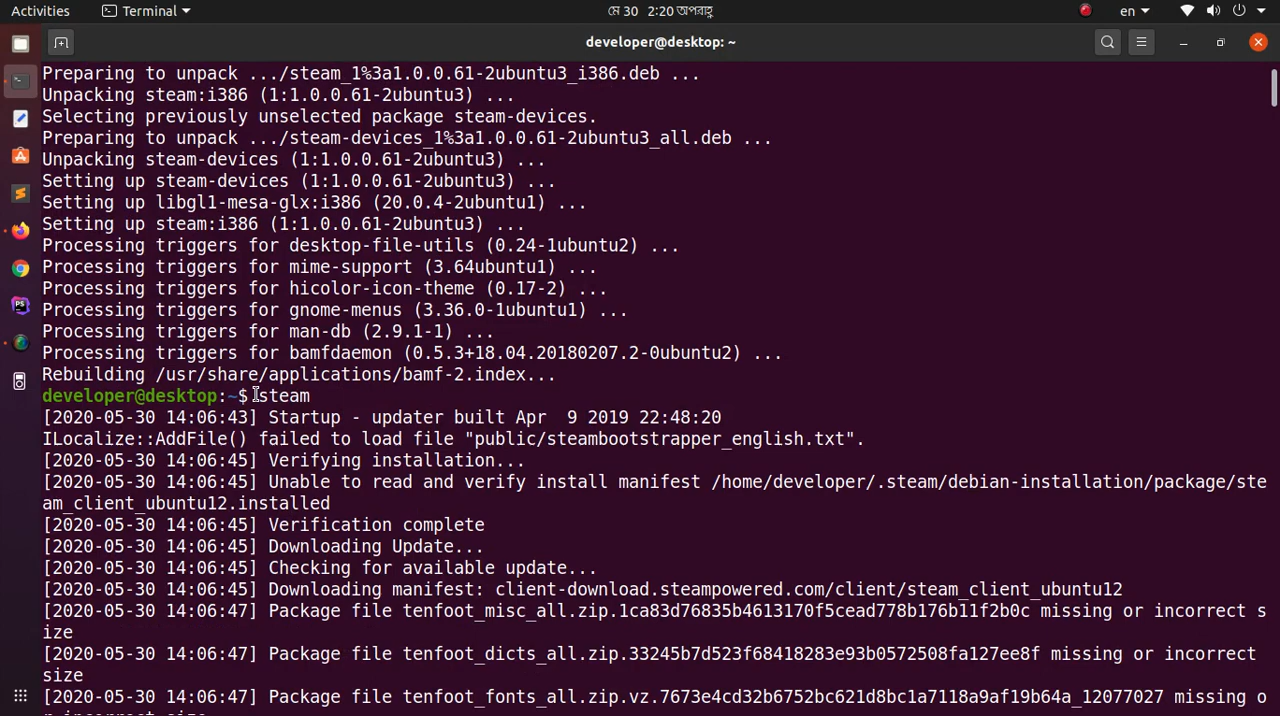 Activities Terminal মে 30 2:20 অপরাহ্ণ en
developer@desktop: ~
Preparing to unpack .../steam_1%3a1.0.0.61-2ubuntu3_i386.deb ...
Unpacking steam:i386 (1:1.0.0.61-2ubuntu3) ...
Selecting previously unselected package steam-devices.
Preparing to unpack .../steam-devices_1%3a1.0.0.61-2ubuntu3_all.deb ...
Unpacking steam-devices (1:1.0.0.61-2ubuntu3) ...
Setting up steam-devices (1:1.0.0.61-2ubuntu3) ...
Setting up libgl1-mesa-glx:i386 (20.0.4-2ubuntu1) ...
Setting up steam:i386 (1:1.0.0.61-2ubuntu3) ...
Processing triggers for desktop-file-utils (0.24-1ubuntu2) ...
Processing triggers for mime-support (3.64ubuntu1) ...
Processing triggers for hicolor-icon-theme (0.17-2) ...
Processing triggers for gnome-menus (3.36.0-1ubuntu1) ...
Processing triggers for man-db (2.9.1-1) ...
Processing triggers for bamfdaemon (0.5.3+18.04.20180207.2-0ubuntu2) ...
Rebuilding /usr/share/applications/bamf-2.index...
developer@desktop:~$ steam
[2020-05-30 14:06:43] Startup - updater built Apr  9 2019 22:48:20
ILocalize::AddFile() failed to load file "public/steambootstrapper_english.txt".
[2020-05-30 14:06:45] Verifying installation...
[2020-05-30 14:06:45] Unable to read and verify install manifest /home/developer/.steam/debian-installation/package/ste
am_client_ubuntu12.installed
[2020-05-30 14:06:45] Verification complete
[2020-05-30 14:06:45] Downloading Update...
[2020-05-30 14:06:45] Checking for available update...
[2020-05-30 14:06:45] Downloading manifest: client-download.steampowered.com/client/steam_client_ubuntu12
[2020-05-30 14:06:47] Package file tenfoot_misc_all.zip.1ca83d76835b4613170f5cead778b176b11f2b0c missing or incorrect s
ize
[2020-05-30 14:06:47] Package file tenfoot_dicts_all.zip.33245b7d523f68418283e93b0572508fa127ee8f missing or incorrect
size
[2020-05-30 14:06:47] Package file tenfoot_fonts_all.zip.vz.7673e4cd32b6752bc621d8bc1a7118a9af19b64a_12077027 missing o
r incorrect size
PS